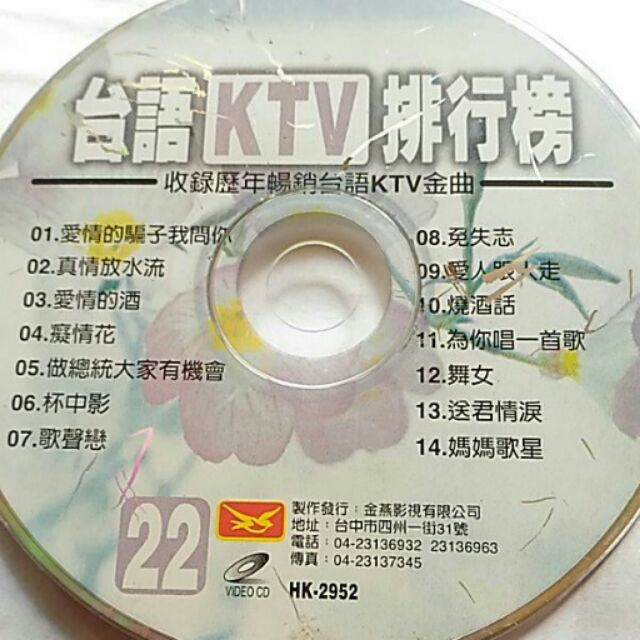 台語KTV排行榜
收錄歷年暢銷台語KTV金曲
01.愛情的騙子我問你
02.真情放水流
03.愛情的酒
04.癡情花
05.做總統大家有機會
06.杯中影
07.歌聲戀
08.免失志
09.愛人跟人走
10.燒酒話
11.為你唱一首歌
12.舞女
13.送君情淚
14.媽媽歌星
22
製作發行：金燕影視有限公司
地址：台中市四州一街31號
電話：04-23136932 23136963
傳真：04-23137345
VIDEO CD
HK-2952